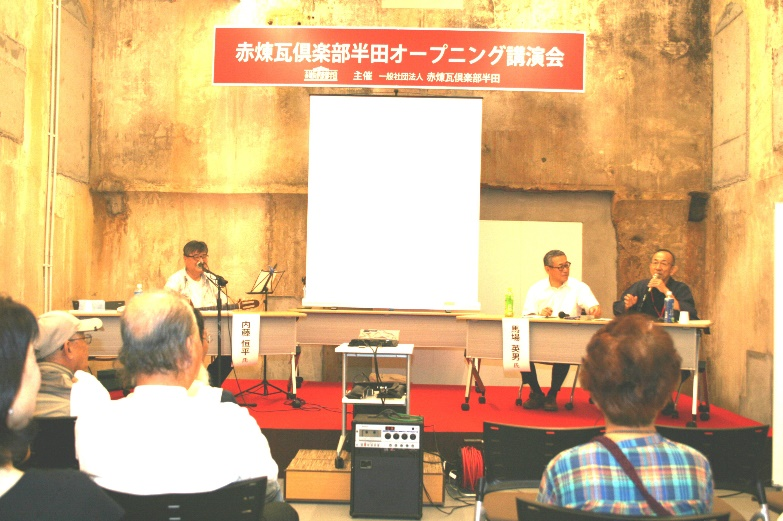 赤煉瓦倶楽部半田オープニング講演会
主催 一般社団法人 赤煉瓦倶楽部半田
内藤 恒平 氏
馬場 英男 氏